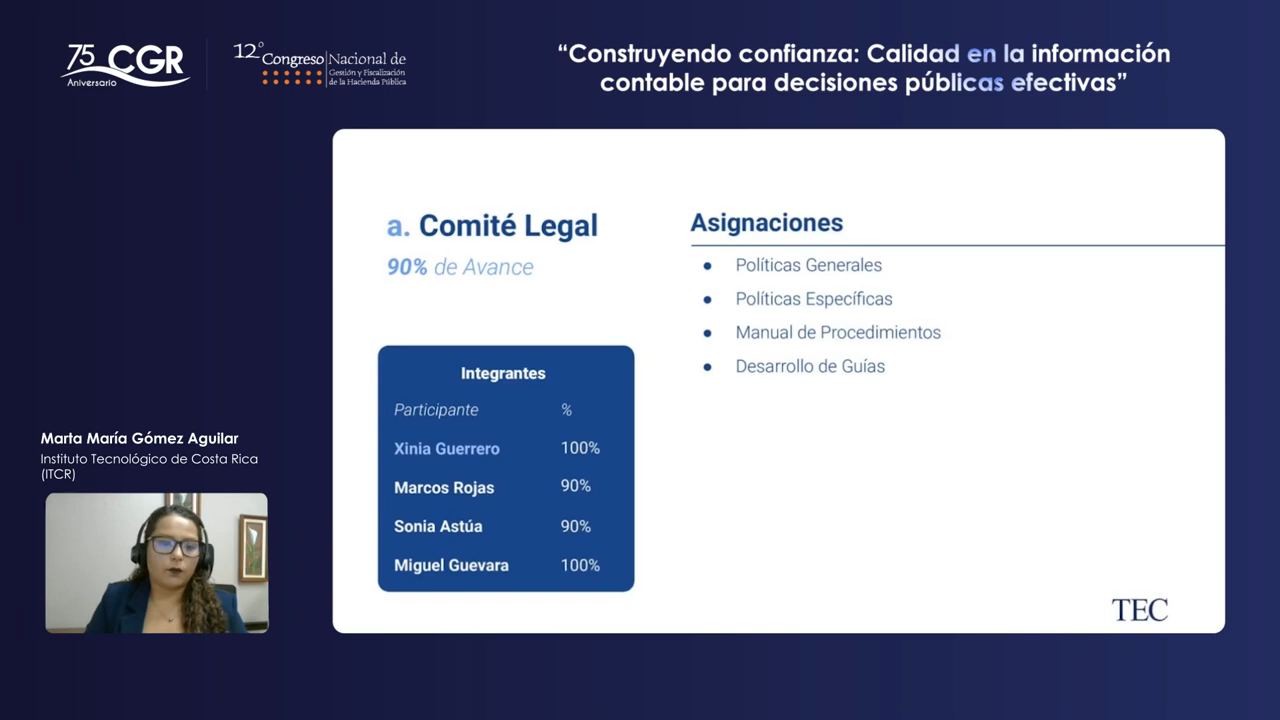 75 CGR
Aniversario
12° Congreso Nacional de
Gestión y Fiscalización
de la Hacienda Pública
“Construyendo confianza: Calidad en la información
contable para decisiones públicas efectivas”
a. Comité Legal
90% de Avance
Integrantes
Participante %
Xinia Guerrero 100%
Marcos Rojas 90%
Sonia Astúa 90%
Miguel Guevara 100%
Asignaciones
● Políticas Generales
● Políticas Específicas
● Manual de Procedimientos
● Desarrollo de Guías
TEC
Marta María Gómez Aguilar
Instituto Tecnológico de Costa Rica
(ITCR)